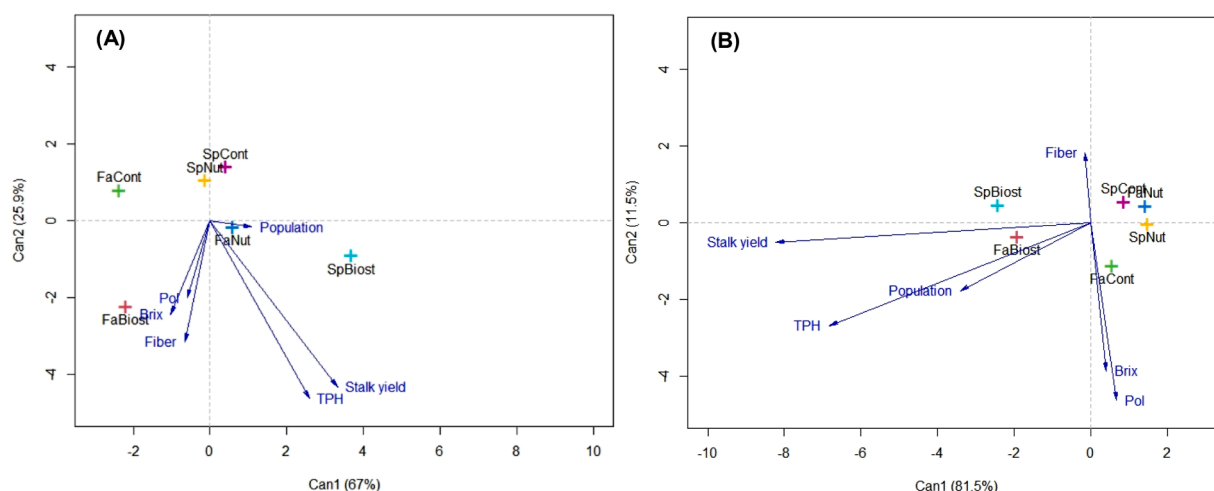 (A)
4
2
0
-2
-4
Can2 (25.9%)
FaCont
SpNut
SpCont
FaNut
Population
SpBiost
FaBiost
Pol
Brix
Fiber
Stalk yield
TPH
-2 0 2 4 6 8 10
Can1 (67%)
(B)
4
2
0
-2
-4
Can2 (11.5%)
Fiber
SpBiost
SpCont
FaNut
SpNut
Stalk yield
FaBiost
FaCont
Population
TPH
Brix
Pol
-10 -8 -6 -4 -2 0 2
Can1 (81.5%)